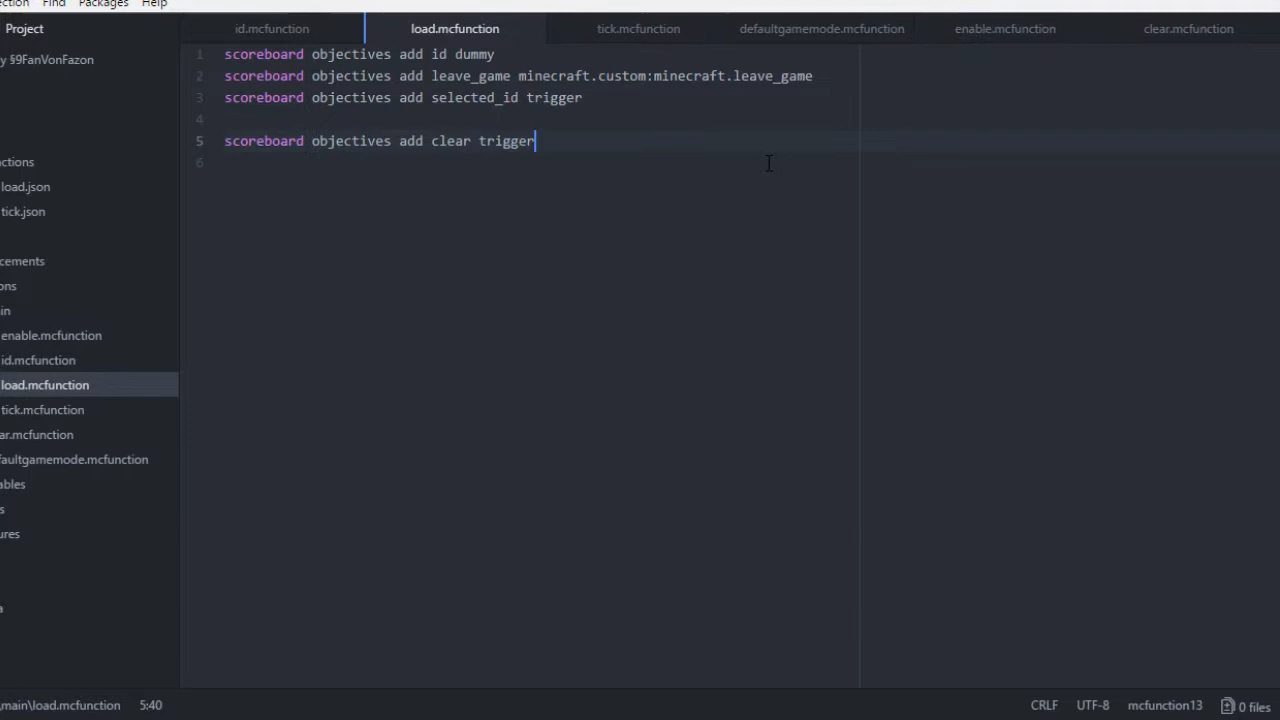 ection Find Packages Help
Project
y §9FanVonFazon
ctions
load.json
tick.json
cements
ons
in
enable.mcfunction
id.mcfunction
load.mcfunction
tick.mcfunction
ar.mcfunction
faultgamemode.mcfunction
ables
s
ures
a
id.mcfunction load.mcfunction tick.mcfunction defaultgamemode.mcfunction enable.mcfunction clear.mcfunction
1 scoreboard objectives add id dummy
2 scoreboard objectives add leave_game minecraft.custom:minecraft.leave_game
3 scoreboard objectives add selected_id trigger
4
5 scoreboard objectives add clear trigger
6
\main\load.mcfunction 5:40 CRLF UTF-8 mcfunction13 0 files